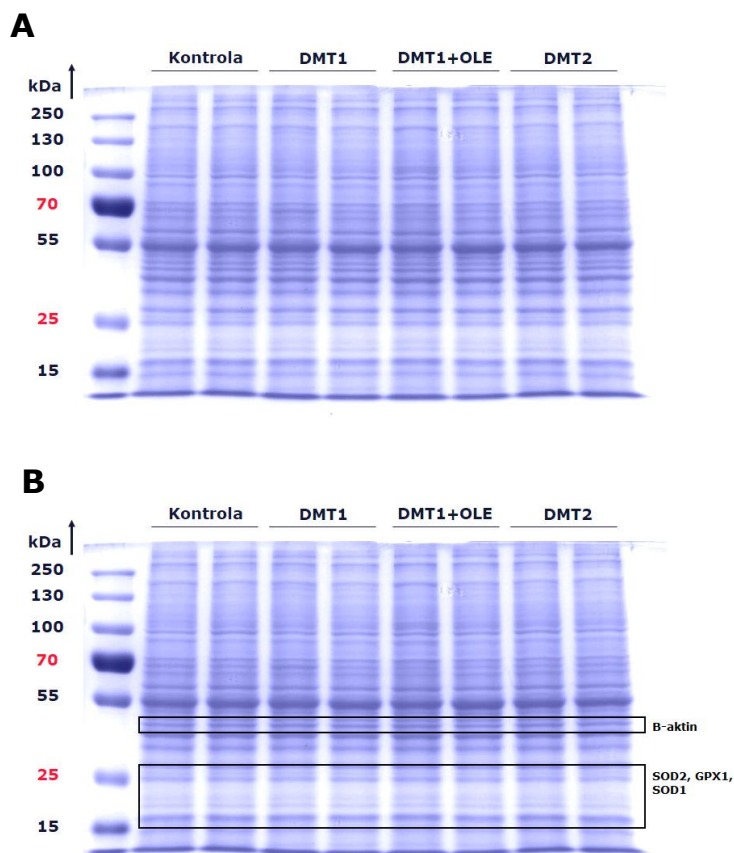 A
Kontrola DMT1 DMT1+OLE DMT2
kDa
250
130
100
70
55
25
15
B
Kontrola DMT1 DMT1+OLE DMT2
kDa
250
130
100
70
55
B-aktin
25
SOD2, GPX1,
SOD1
15